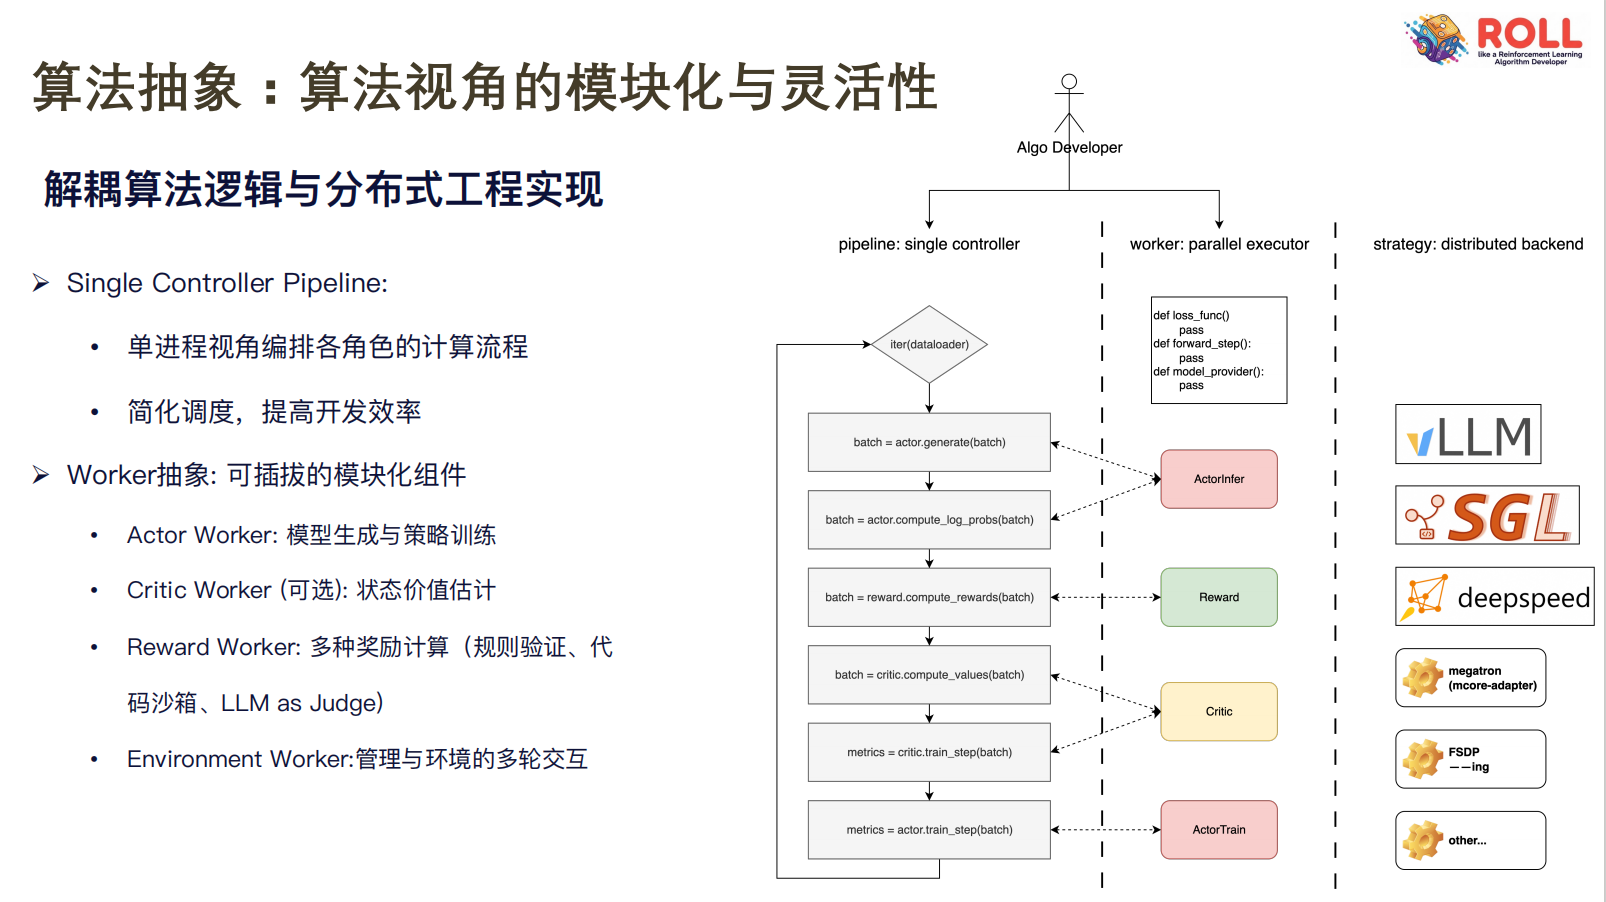 ROLL
like a Reinforcement Learning
Algorithm Developer
算法抽象：算法视角的模块化与灵活性
解耦算法逻辑与分布式工程实现
➢ Single Controller Pipeline:
• 单进程视角编排各角色的计算流程
• 简化调度，提高开发效率
➢ Worker抽象: 可插拔的模块化组件
• Actor Worker: 模型生成与策略训练
• Critic Worker (可选): 状态价值估计
• Reward Worker: 多种奖励计算（规则验证、代
码沙箱、LLM as Judge）
• Environment Worker:管理与环境的多轮交互
Algo Developer
pipeline: single controller
iter(dataloader)
batch = actor.generate(batch)
batch = actor.compute_log_probs(batch)
batch = reward.compute_rewards(batch)
batch = critic.compute_values(batch)
metrics = critic.train_step(batch)
metrics = actor.train_step(batch)
worker: parallel executor
def loss_func()
pass
def forward_step():
pass
def model_provider():
pass
ActorInfer
Reward
Critic
ActorTrain
strategy: distributed backend
vLLM
SGL
deepspeed
megatron
(mcore-adapter)
FSDP
——ing
other...